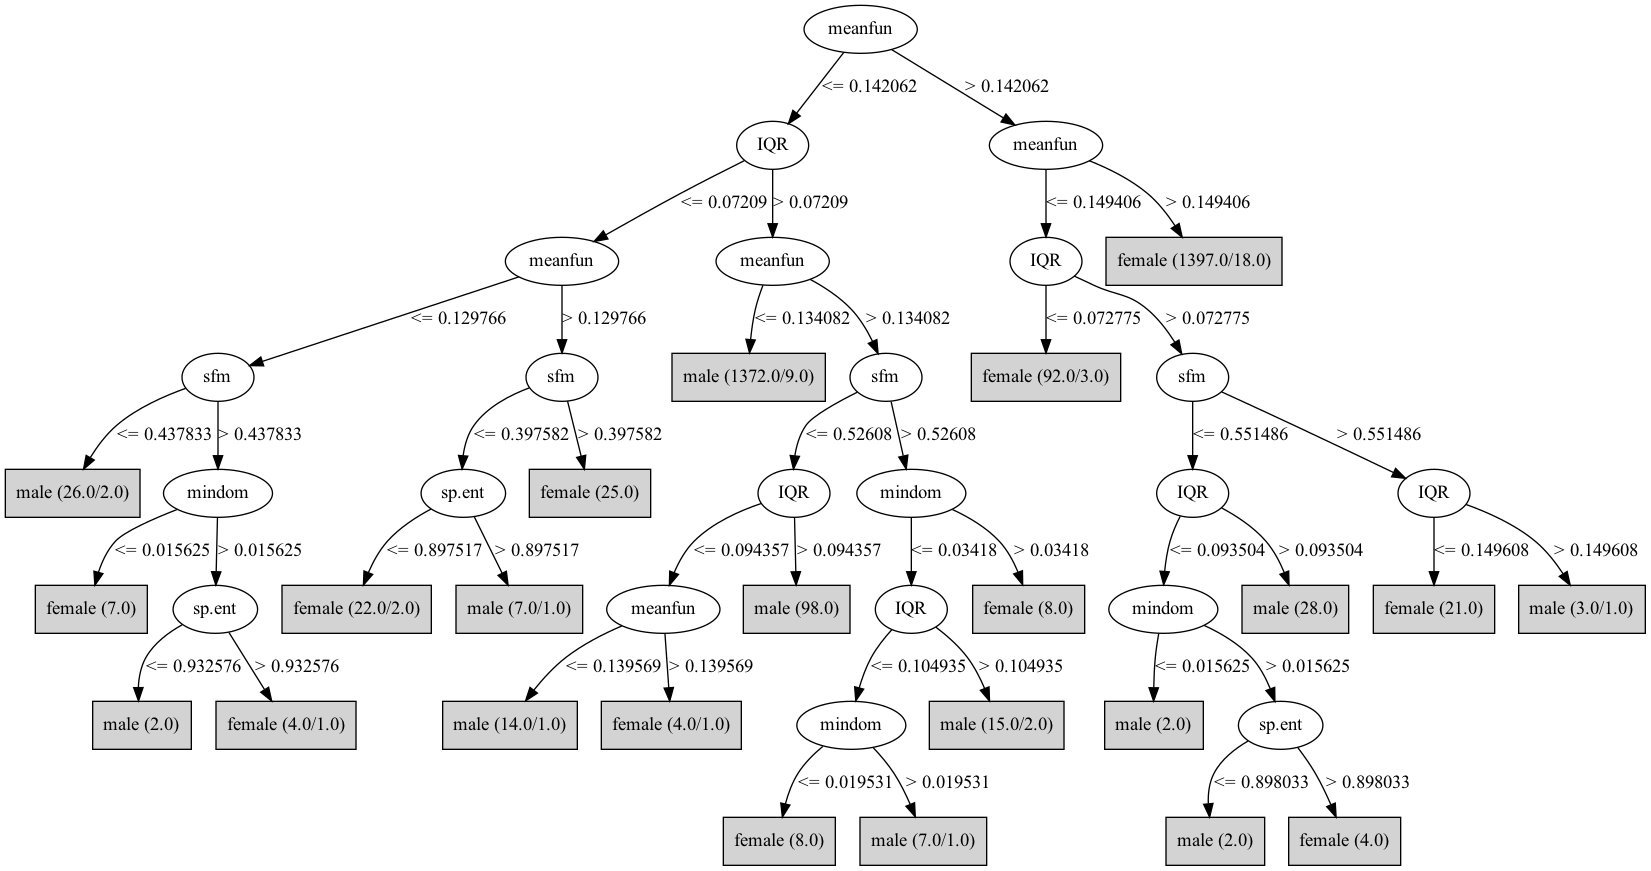 meanfun
<= 0.142062 > 0.142062
IQR meanfun
<= 0.07209 > 0.07209 <= 0.149406 > 0.149406
meanfun meanfun IQR female (1397.0/18.0)
<= 0.129766 > 0.129766 <= 0.134082 > 0.134082 <= 0.072775 > 0.072775
sfm sfm male (1372.0/9.0) sfm female (92.0/3.0) sfm
<= 0.437833 > 0.437833 <= 0.397582 > 0.397582 <= 0.52608 > 0.52608 <= 0.551486 > 0.551486
male (26.0/2.0) mindom sp.ent female (25.0) IQR mindom IQR IQR
<= 0.015625 > 0.015625 <= 0.897517 > 0.897517 <= 0.094357 > 0.094357 <= 0.03418 > 0.03418 <= 0.093504 > 0.093504 <= 0.149608 > 0.149608
female (7.0) sp.ent female (22.0/2.0) male (7.0/1.0) meanfun male (98.0) IQR female (8.0) mindom male (28.0) female (21.0) male (3.0/1.0)
<= 0.932576 > 0.932576 <= 0.139569 > 0.139569 <= 0.104935 > 0.104935 <= 0.015625 > 0.015625
male (2.0) female (4.0/1.0) male (14.0/1.0) female (4.0/1.0) mindom male (15.0/2.0) male (2.0) sp.ent
<= 0.019531 > 0.019531 <= 0.898033 > 0.898033
female (8.0) male (7.0/1.0) male (2.0) female (4.0)